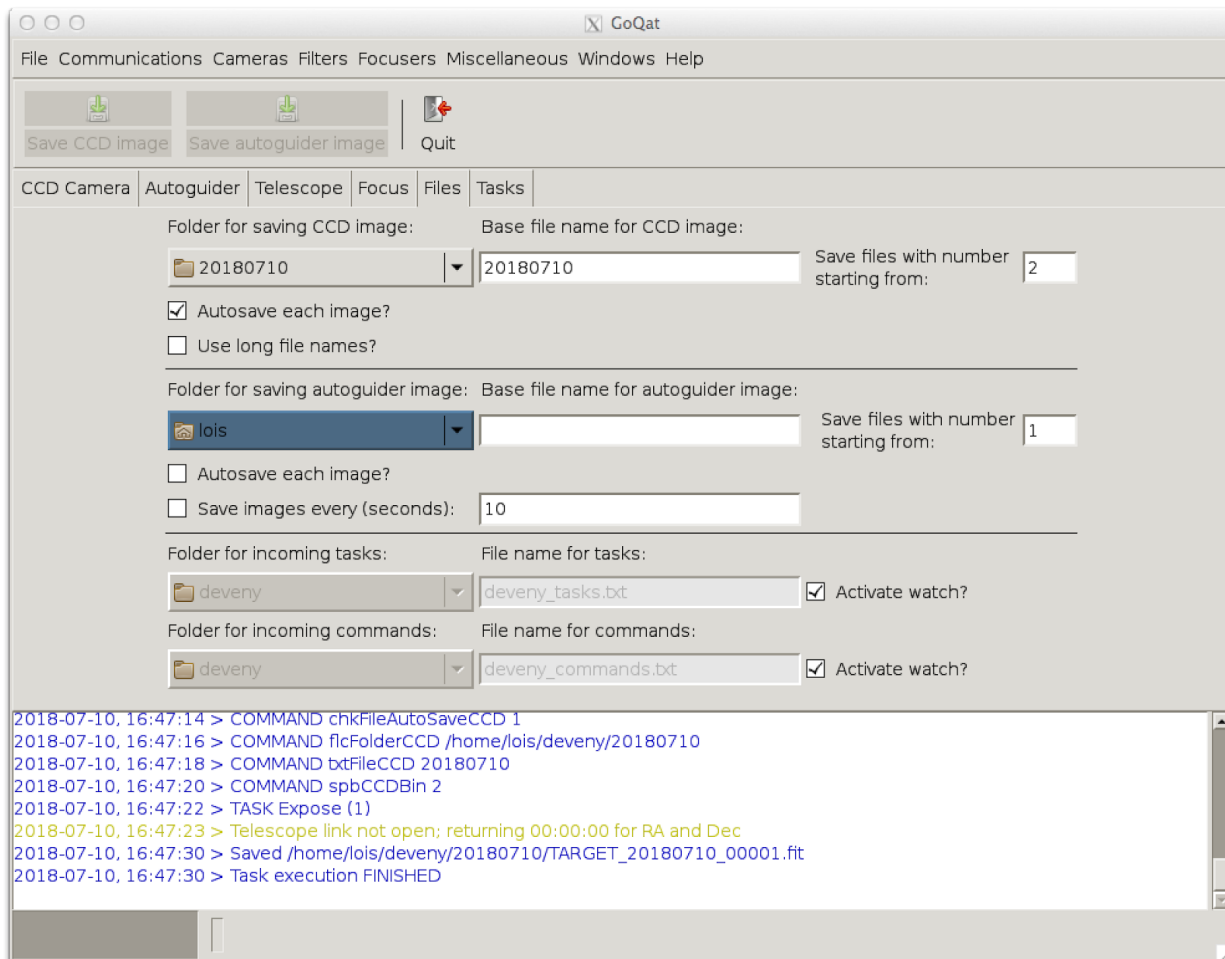 GoQat
File Communications Cameras Filters Focusers Miscellaneous Windows Help
Save CCD image Save autoguider image Quit
CCD Camera Autoguider Telescope Focus Files Tasks
Folder for saving CCD image: Base file name for CCD image:
20180710 20180710 Save files with number
starting from: 2
Autosave each image?
Use long file names?
Folder for saving autoguider image: Base file name for autoguider image:
lois Save files with number
starting from: 1
Autosave each image?
Save images every (seconds): 10
Folder for incoming tasks: File name for tasks:
deveny deveny_tasks.txt Activate watch?
Folder for incoming commands: File name for commands:
deveny deveny_commands.txt Activate watch?
2018-07-10, 16:47:14 > COMMAND chkFileAutoSaveCCD 1
2018-07-10, 16:47:16 > COMMAND flcFolderCCD /home/lois/deveny/20180710
2018-07-10, 16:47:18 > COMMAND txtFileCCD 20180710
2018-07-10, 16:47:20 > COMMAND spbCCDBin 2
2018-07-10, 16:47:22 > TASK Expose (1)
2018-07-10, 16:47:23 > Telescope link not open; returning 00:00:00 for RA and Dec
2018-07-10, 16:47:30 > Saved /home/lois/deveny/20180710/TARGET_20180710_00001.fit
2018-07-10, 16:47:30 > Task execution FINISHED